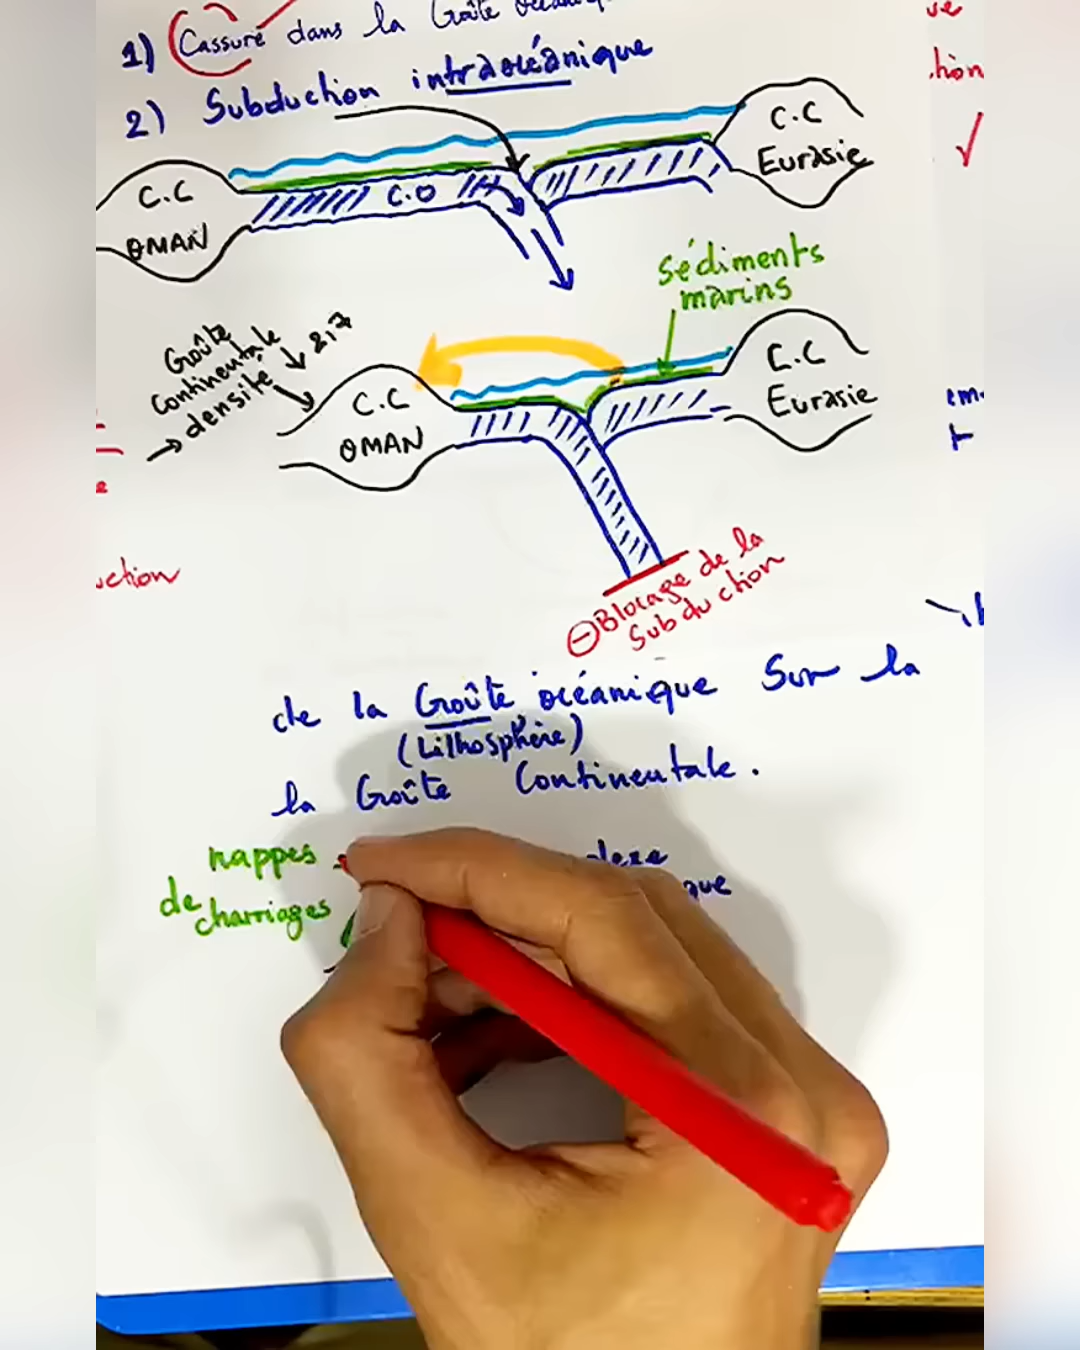 1) Cassure dans la Croûte
2) Subduction intraocéanique
C.C
Eurasie
C.C
OMAN
C.O
Sédiments
marins
Croûte
continentale
densité
2,7
C.C
OMAN
C.C
Eurasie
Blocage de la
Subduction
de la Croûte océanique Sur la
(Lithosphère)
la Croûte Continentale.
nappes
de charriages